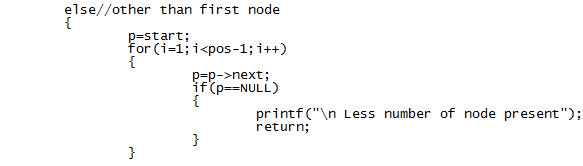 else//other than first node
{
p=start;
for(i=1;i<pos-1;i++)
{
p=p->next;
if(p==NULL)
{
printf("\n Less number of node present");
return;
}
}